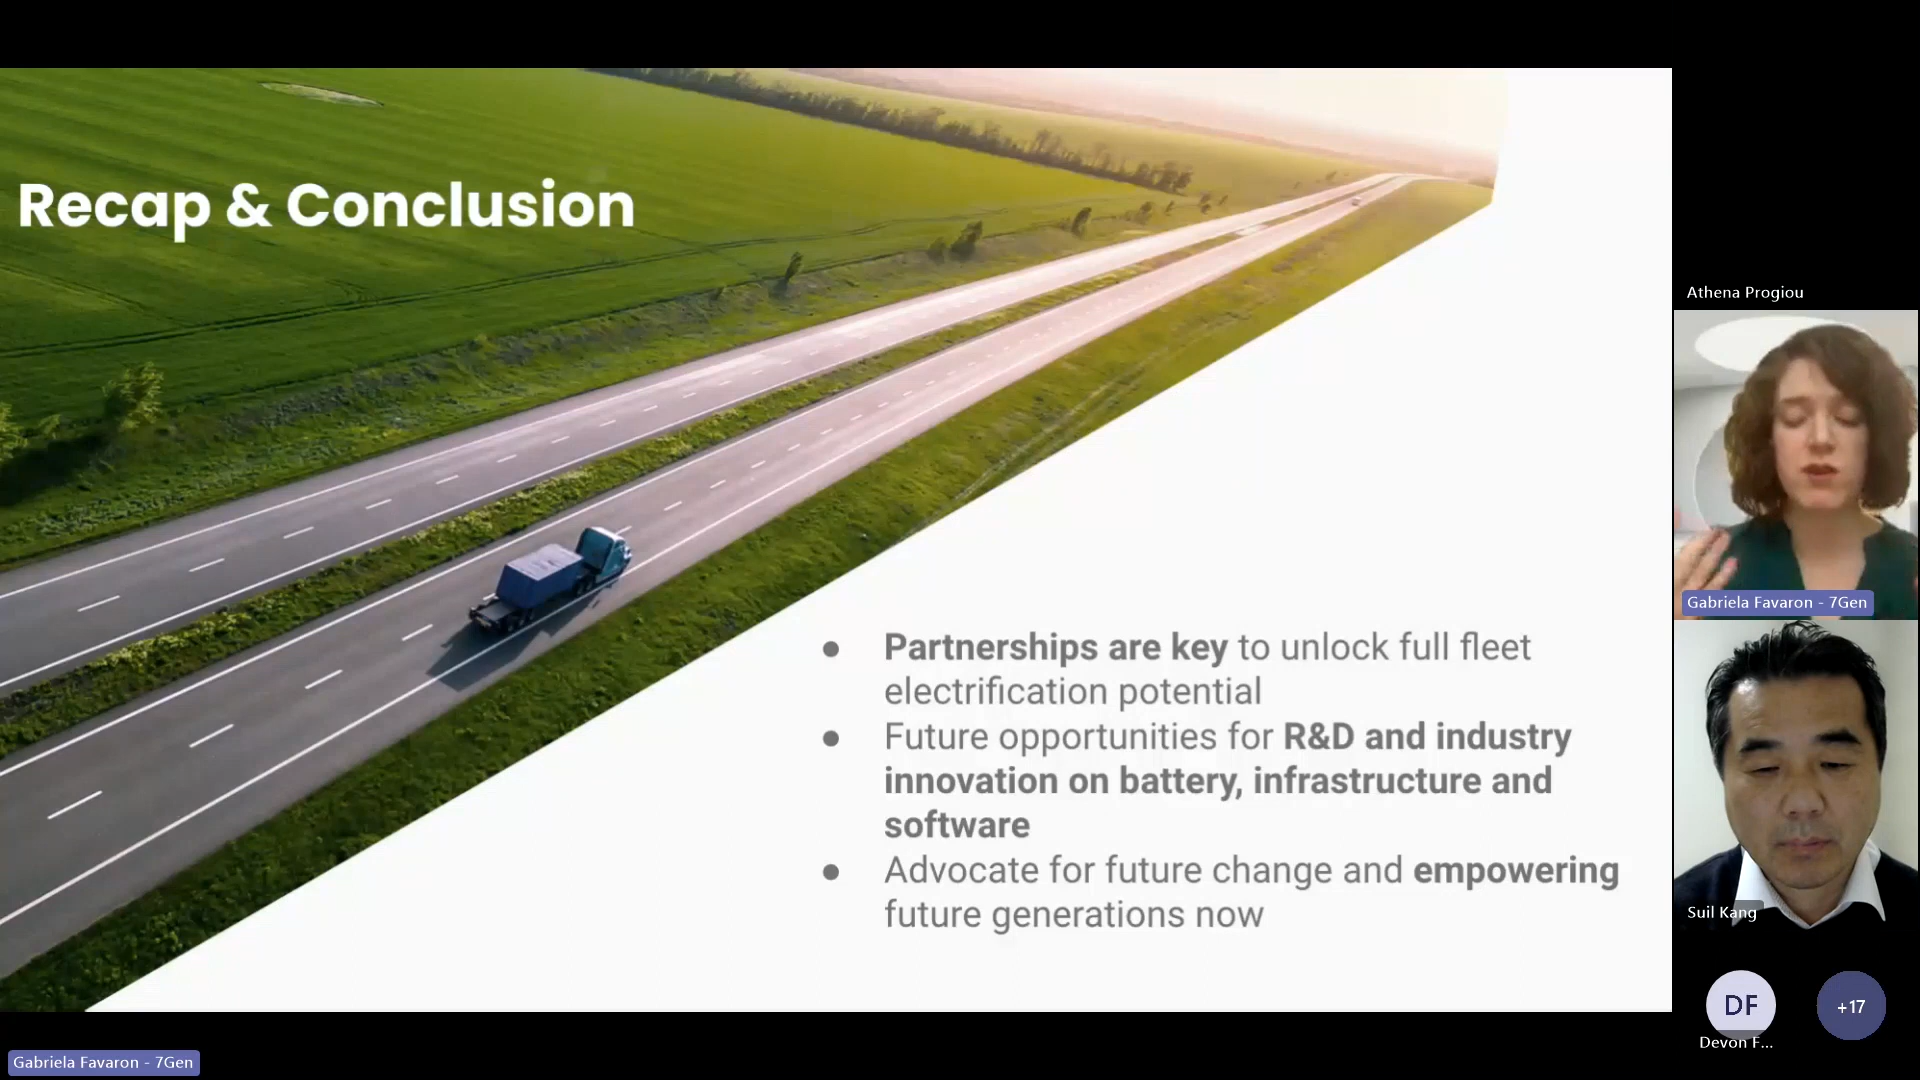 Recap & Conclusion
● Partnerships are key to unlock full fleet
electrification potential
● Future opportunities for R&D and industry
innovation on battery, infrastructure and
software
● Advocate for future change and empowering
future generations now
Athena Progiou
Gabriela Favaron - 7Gen
Suil Kang
DF
Devon F...
+17
Gabriela Favaron - 7Gen